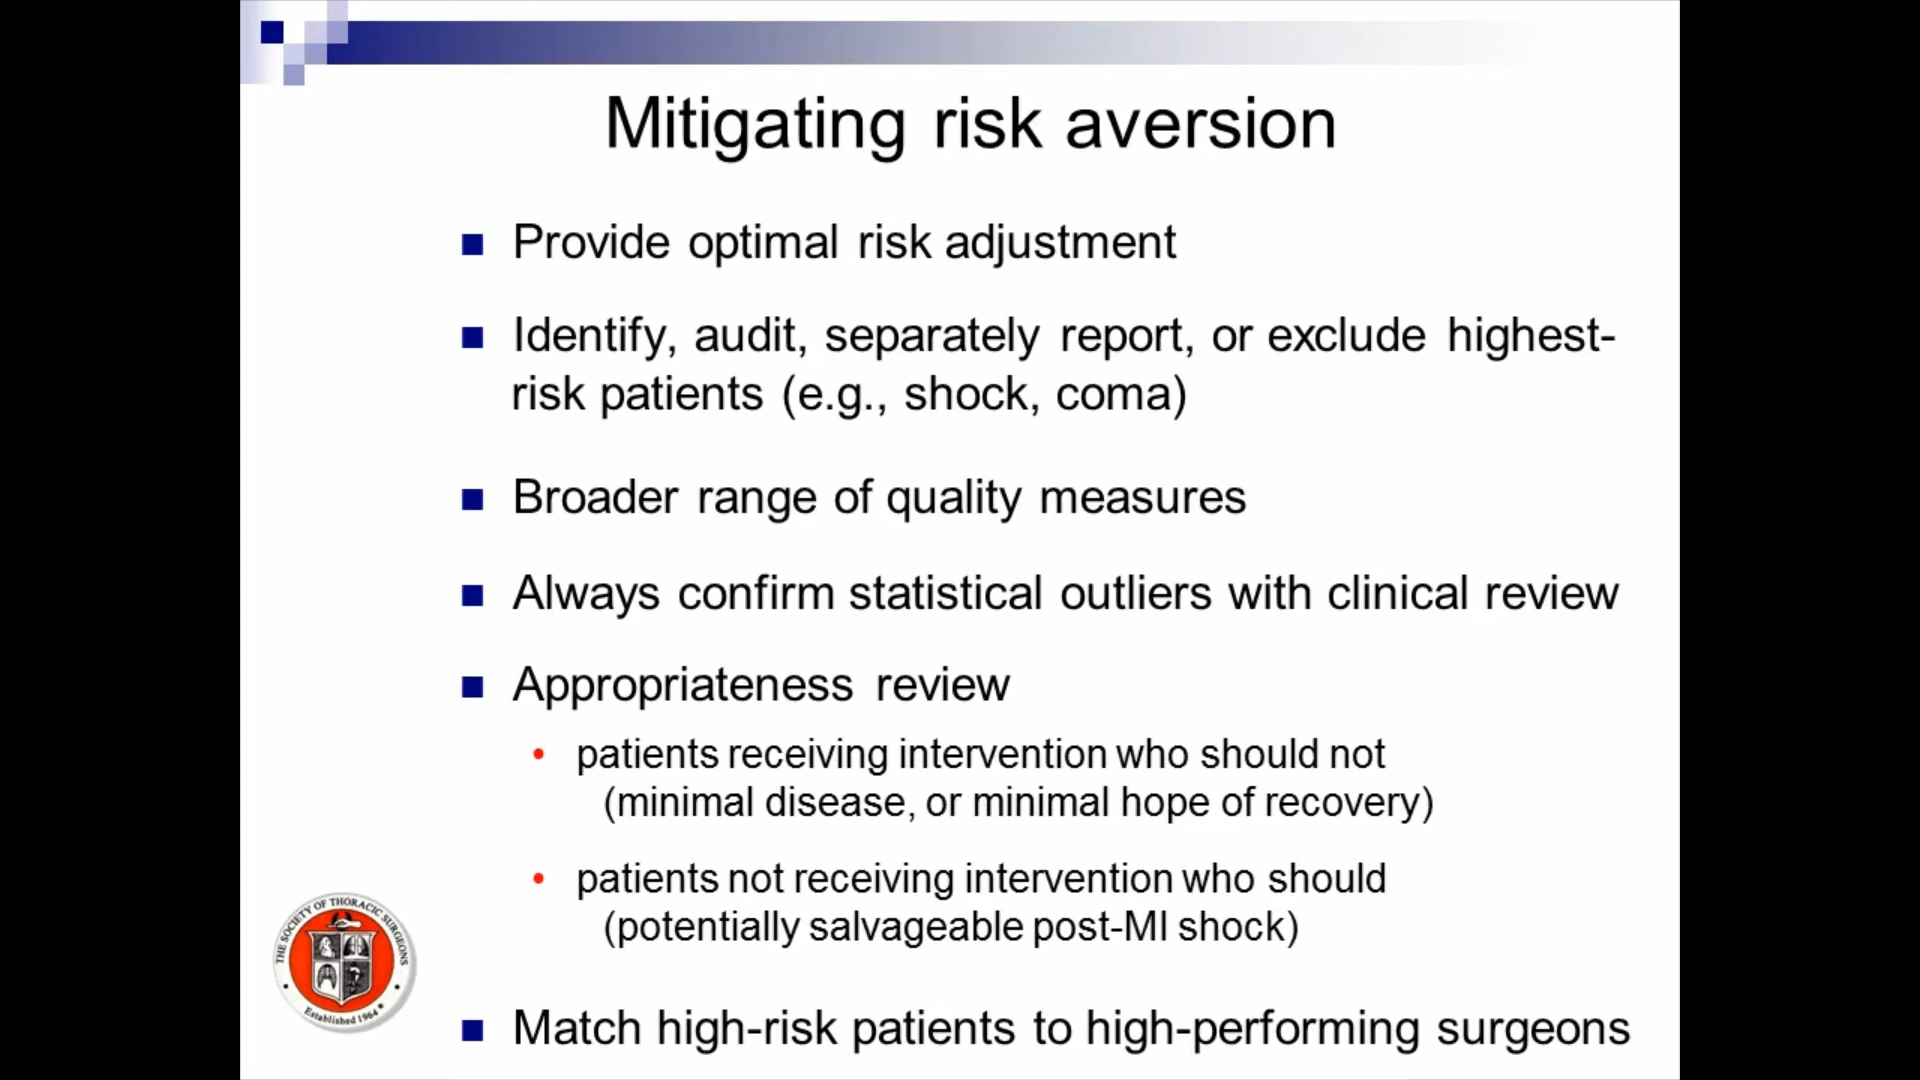 Mitigating risk aversion
Provide optimal risk adjustment
Identify, audit, separately report, or exclude highest-
risk patients (e.g., shock, coma)
Broader range of quality measures
Always confirm statistical outliers with clinical review
Appropriateness review
patients receiving intervention who should not
(minimal disease, or minimal hope of recovery)
patients not receiving intervention who should
(potentially salvageable post-MI shock)
Match high-risk patients to high-performing surgeons
THE SOCIETY OF THORACIC SURGEONS
Established 1964